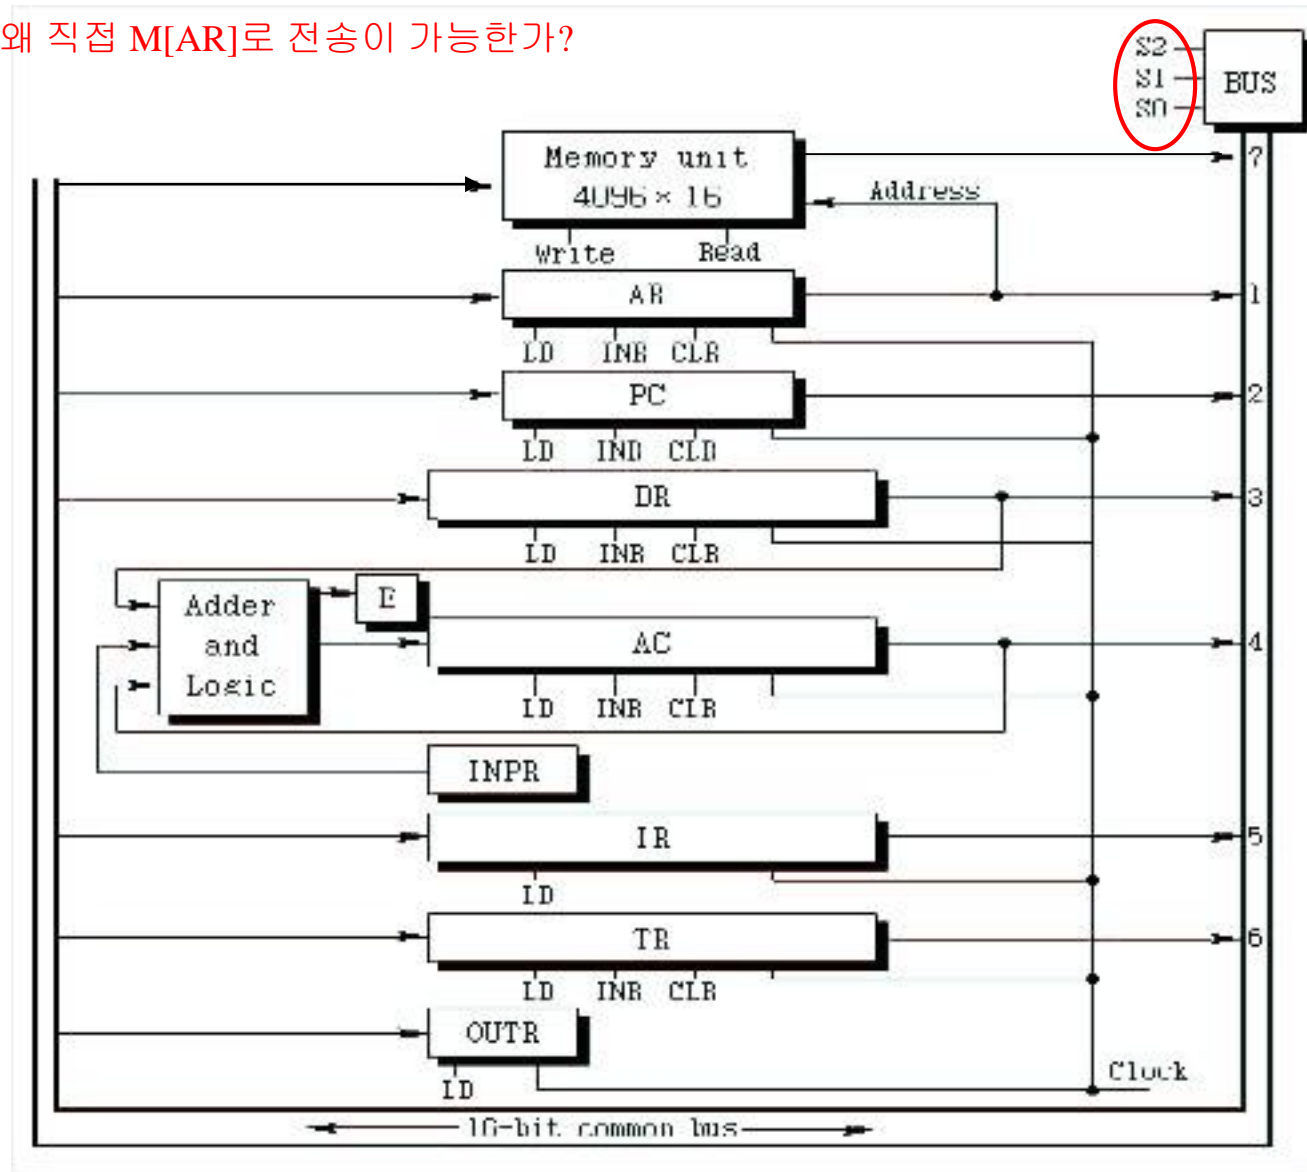 왜 직접 M[AR]로 전송이 가능한가?
S2
S1
S0
BUS
Memory unit
4096 × 16
7
Address
Write Read
AR
1
LD INR CLR
PC
2
LD INR CLR
DR
3
LD INR CLR
Adder
and
Logic
E
AC
4
LD INR CLR
INPR
IR
5
LD
TR
6
LD INR CLR
OUTR
LD
Clock
16-bit common bus